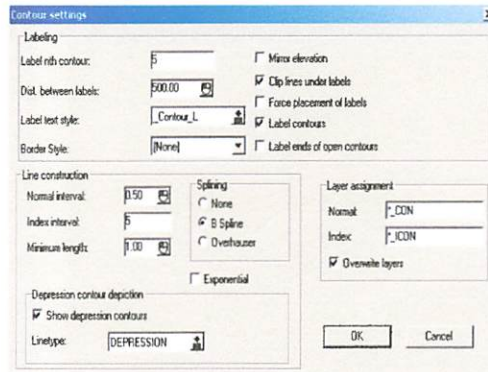 Contour settings
Labeling
Label nth contour: 5
Dist. between labels: 500.00
Label text style: _Contour_L
Border Style: [None]
Mirror elevation
Clip lines under labels
Force placement of labels
Label contours
Label ends of open contours
Line construction
Normal interval: 0.50
Index interval: 5
Minimum length: 1.00
Splining
None
B Spline
Overhauser
Exponential
Depression contour depiction
Show depression contours
Linetype: DEPRESSION
Layer assignment
Normal: *_CON
Index: *_ICON
Overwrite layers
OK
Cancel